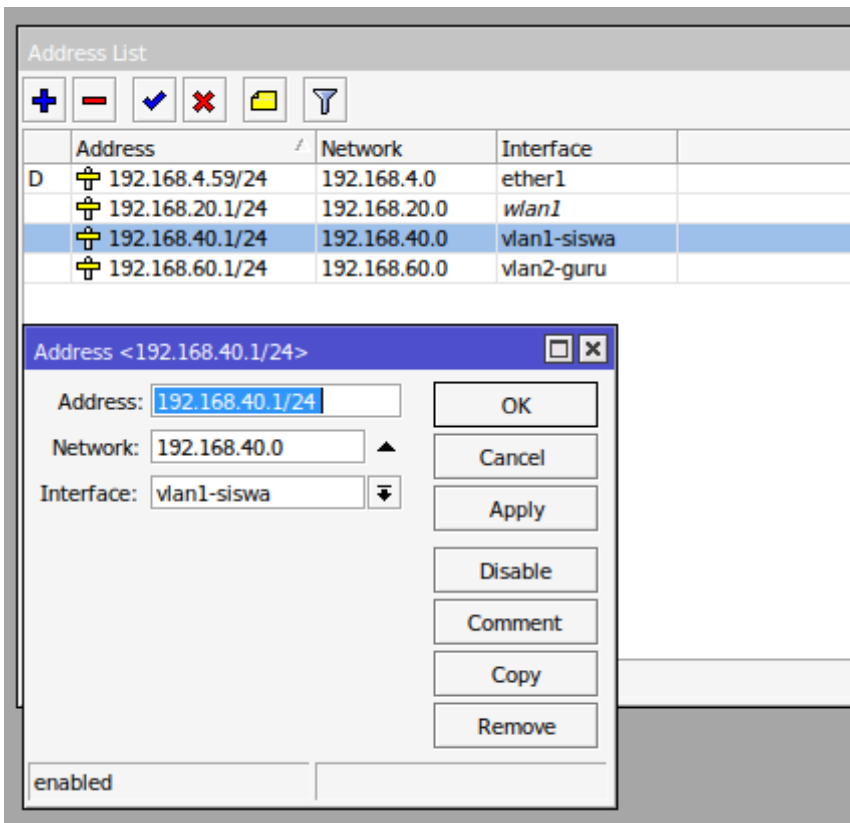 Address List
Address Network Interface
D 192.168.4.59/24 192.168.4.0 ether1
192.168.20.1/24 192.168.20.0 wlan1
192.168.40.1/24 192.168.40.0 vlan1-siswa
192.168.60.1/24 192.168.60.0 vlan2-guru
Address <192.168.40.1/24>
Address: 192.168.40.1/24
OK
Network: 192.168.40.0
Cancel
Interface: vlan1-siswa
Apply
Disable
Comment
Copy
Remove
enabled